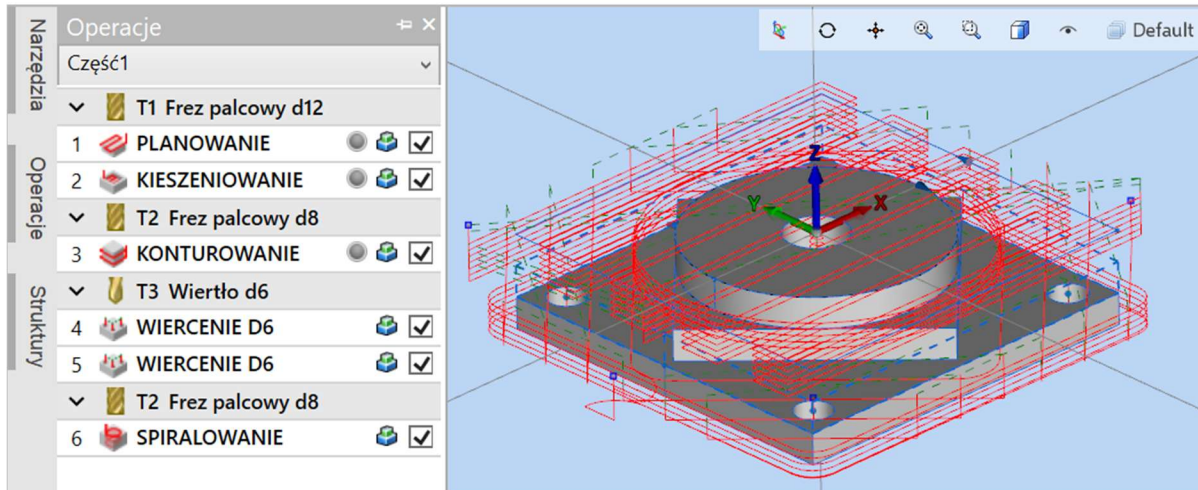 Narzędzia
Operacje
Struktury
Operacje
Część1
T1 Frez palcowy d12
1 PLANOWANIE
2 KIESZENIOWANIE
T2 Frez palcowy d8
3 KONTUROWANIE
T3 Wiertło d6
4 WIERCENIE D6
5 WIERCENIE D6
T2 Frez palcowy d8
6 SPIRALOWANIE
Default
Z
Y
X